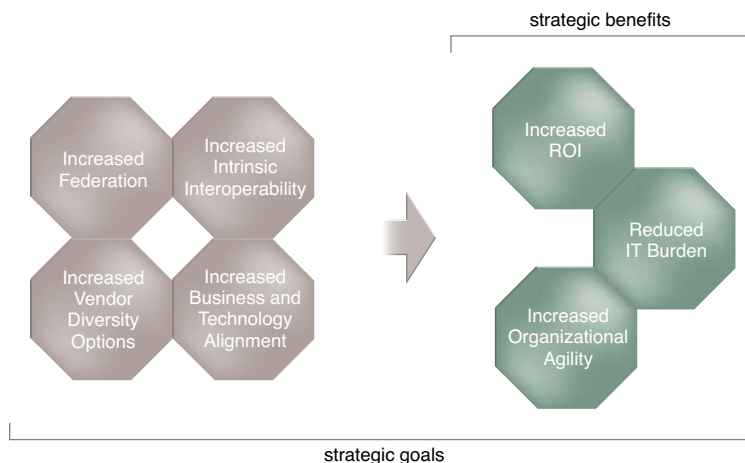 strategic benefits
Increased
Federation
Increased
Intrinsic
Interoperability
Increased
Vendor
Diversity
Options
Increased
Business and
Technology
Alignment
Increased
ROI
Reduced
IT Burden
Increased
Organizational
Agility
strategic goals